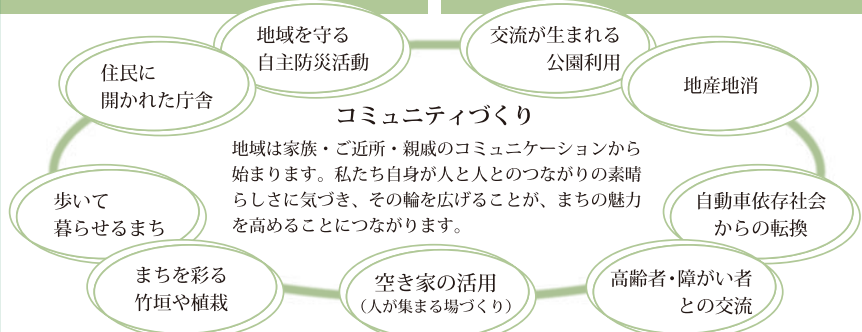 地域を守る
自主防災活動
交流が生まれる
公園利用
住民に
開かれた庁舎
地産地消
コミュニティづくり
地域は家族・ご近所・親戚のコミュニケーションから
始まります。私たち自身が人と人とのつながりの素晴
らしさに気づき、その輪を広げることが、まちの魅力
を高めることにつながります。
歩いて
暮らせるまち
自動車依存社会
からの転換
まちを彩る
竹垣や植栽
空き家の活用
（人が集まる場づくり）
高齢者・障がい者
との交流